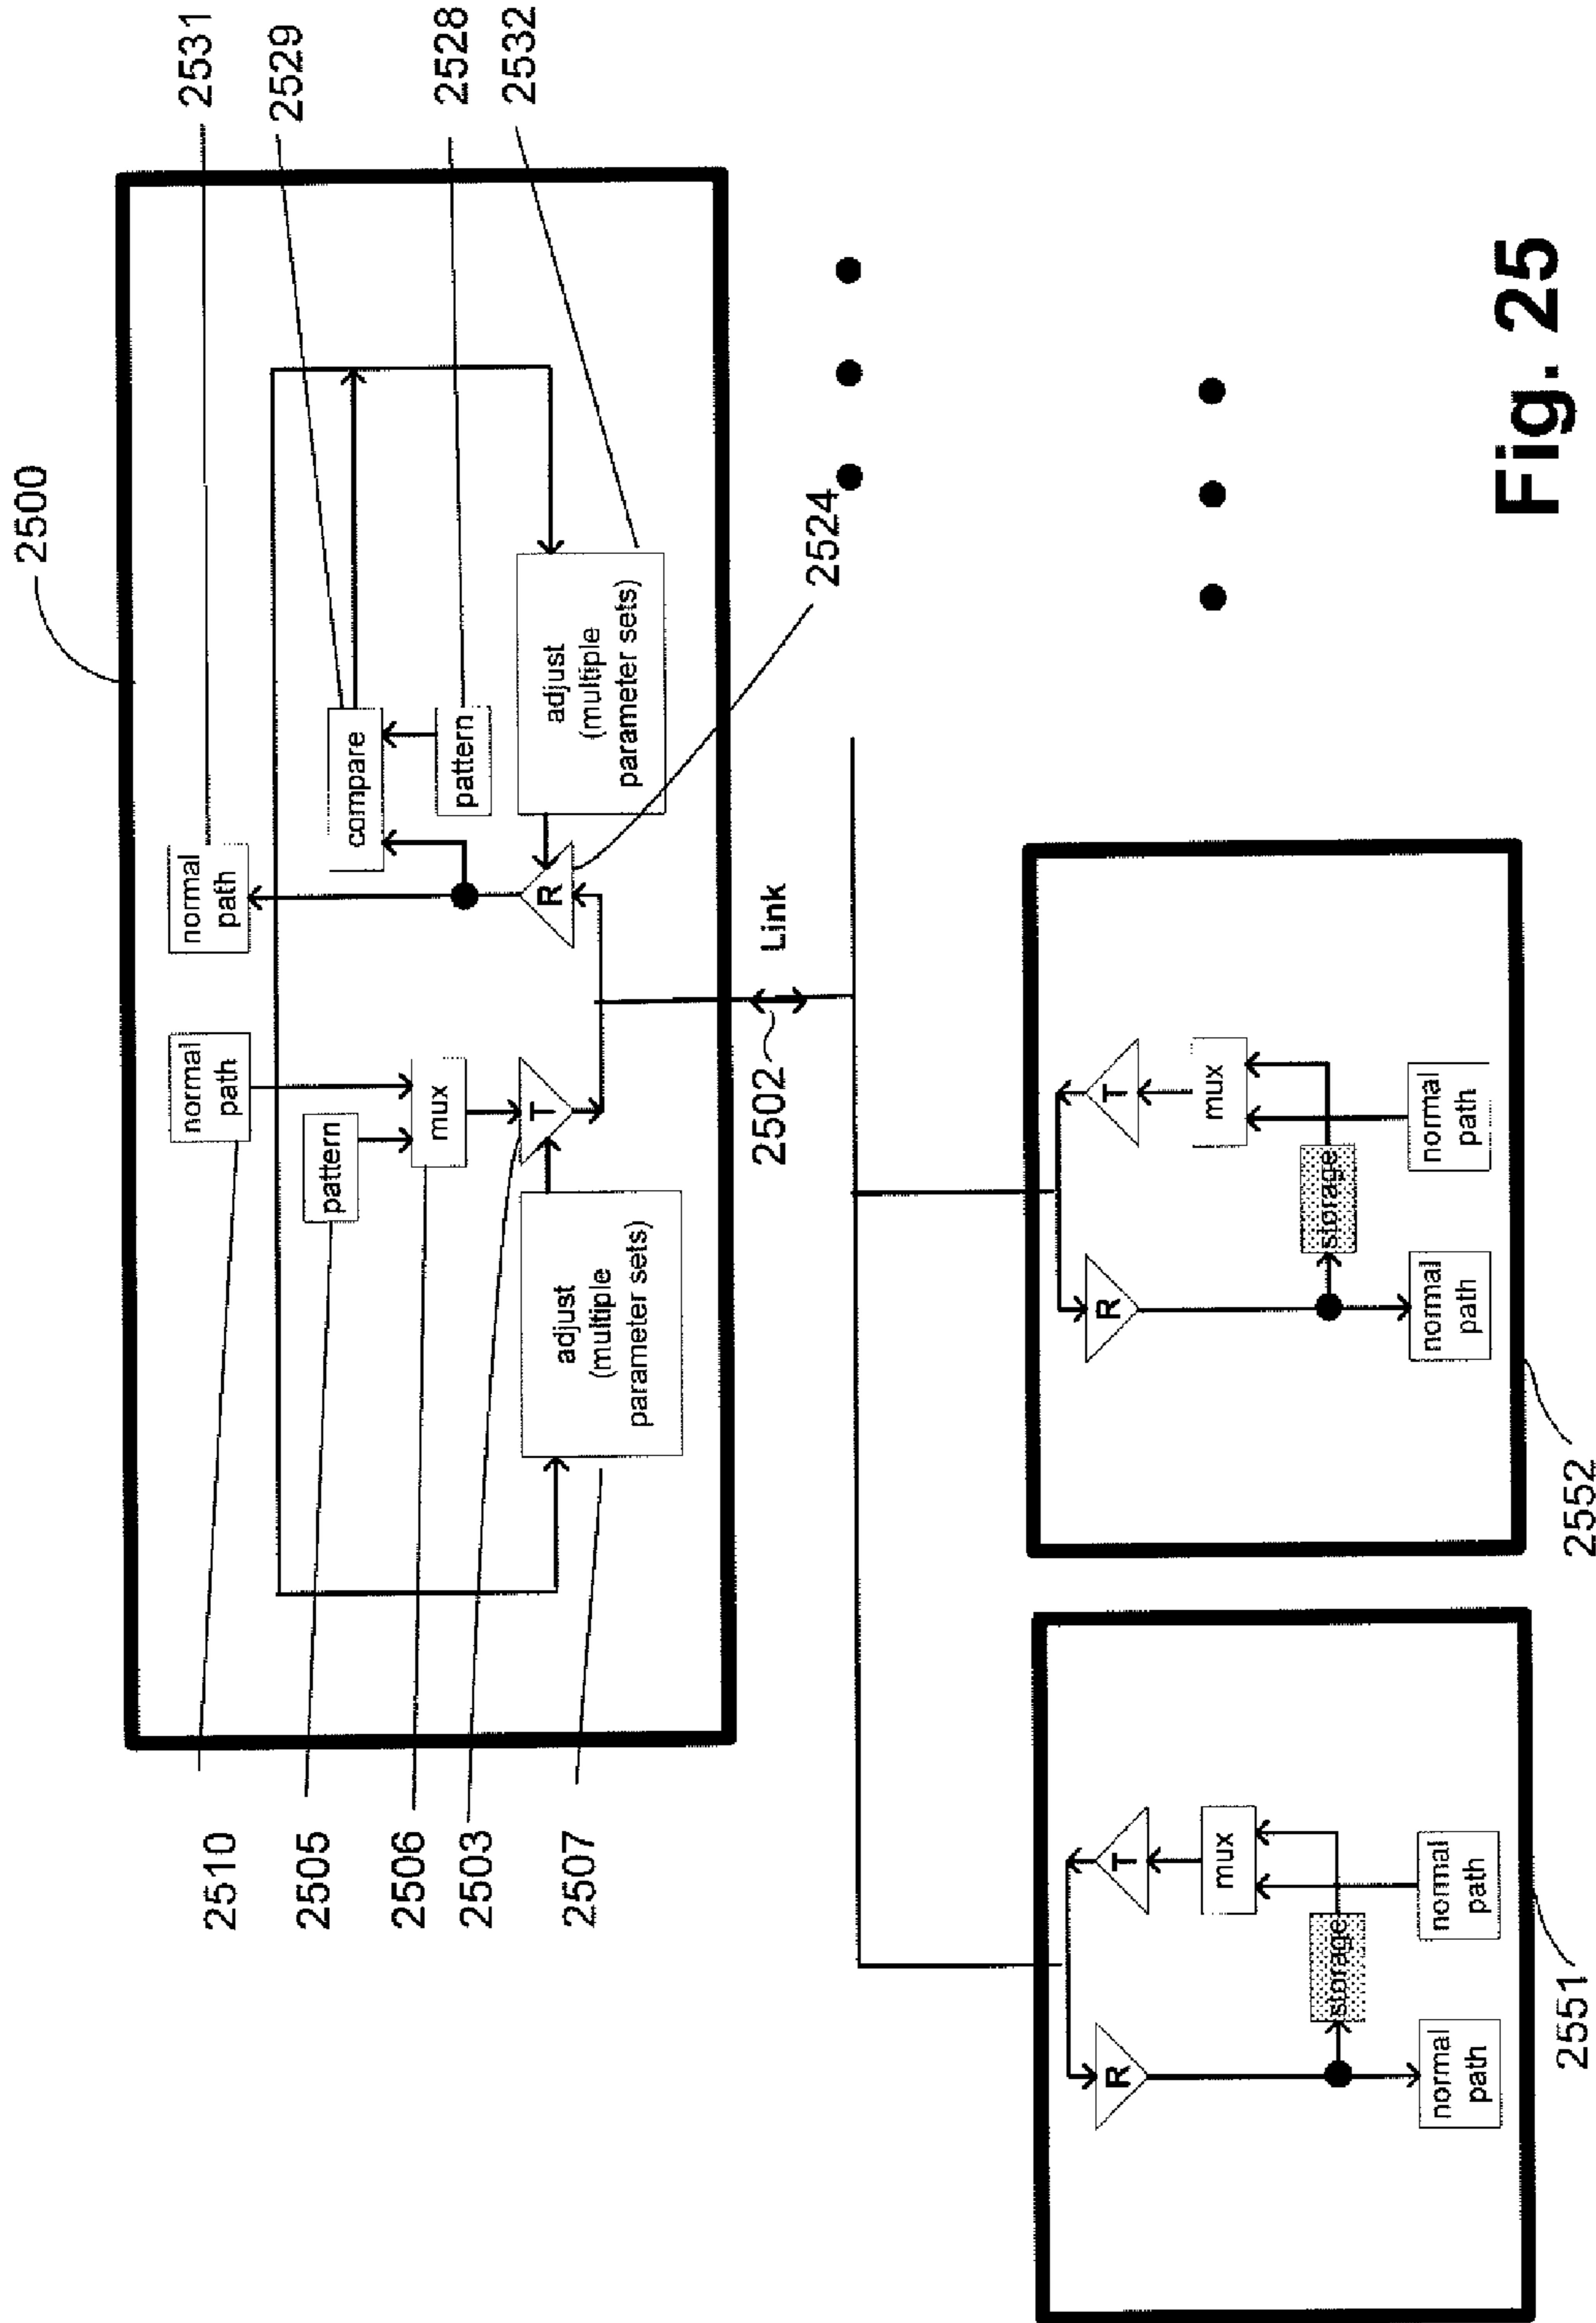 2500
2531
2529
2528
2532
2524
2510
2505
2506
2503
2507
normal
path
normal
path
pattern
mux
T
adjust
(multiple
parameter sets)
compare
pattern
R
adjust
(multiple
parameter sets)
2502
Link
R
T
mux
storage
normal
path
normal
path
2551
R
T
mux
storage
normal
path
normal
path
2552
Fig. 25